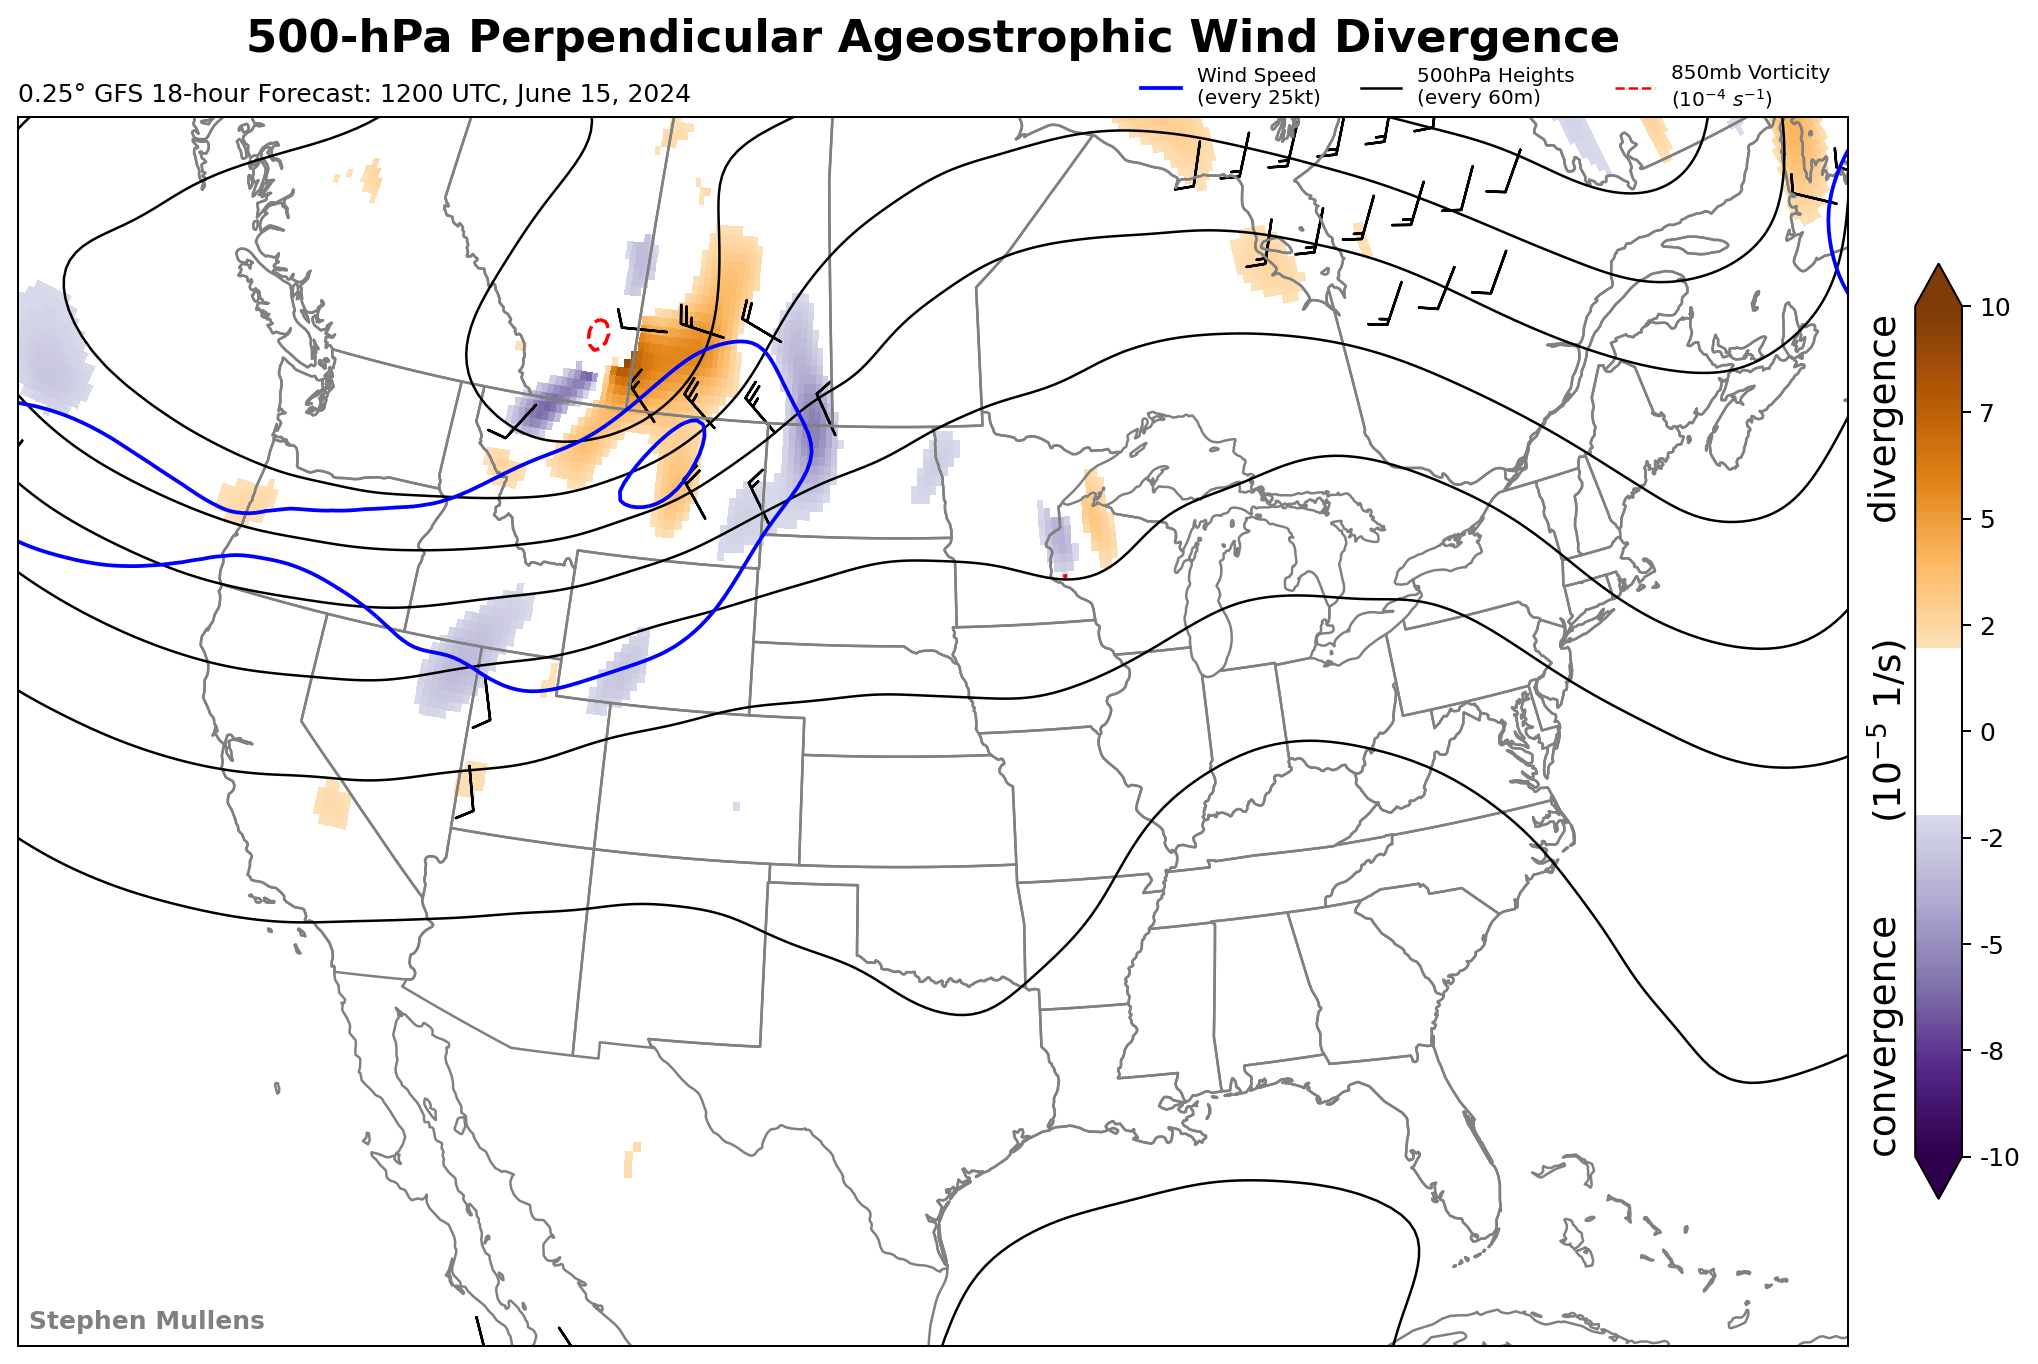 500-hPa Perpendicular Ageostrophic Wind Divergence
0.25° GFS 18-hour Forecast: 1200 UTC, June 15, 2024
Wind Speed
(every 25kt)
500hPa Heights
(every 60m)
850mb Vorticity
(10⁻⁴ s⁻¹)
10
7
5
2
0
-2
-5
-8
-10
convergence (10⁻⁵ 1/s) divergence
Stephen Mullens